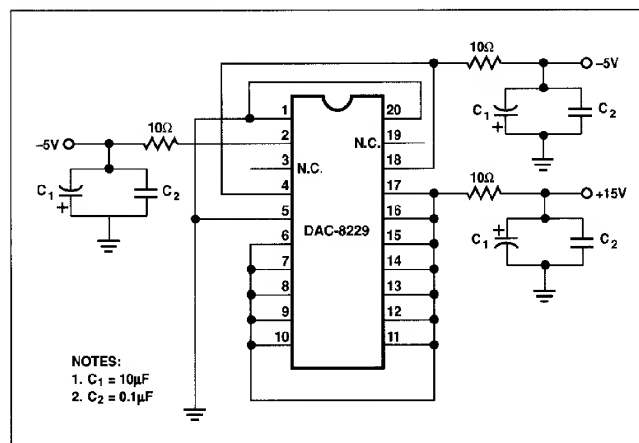 10Ω
−5V
C1
+
C2
1
20
10Ω
−5V
2
N.C.
19
3
N.C.
18
10Ω
4
17
+15V
C1
+
C2
5
16
DAC-8229
+
C1
C2
6
15
7
14
8
13
9
12
10
11
NOTES:
1. C1 = 10µF
2. C2 = 0.1µF